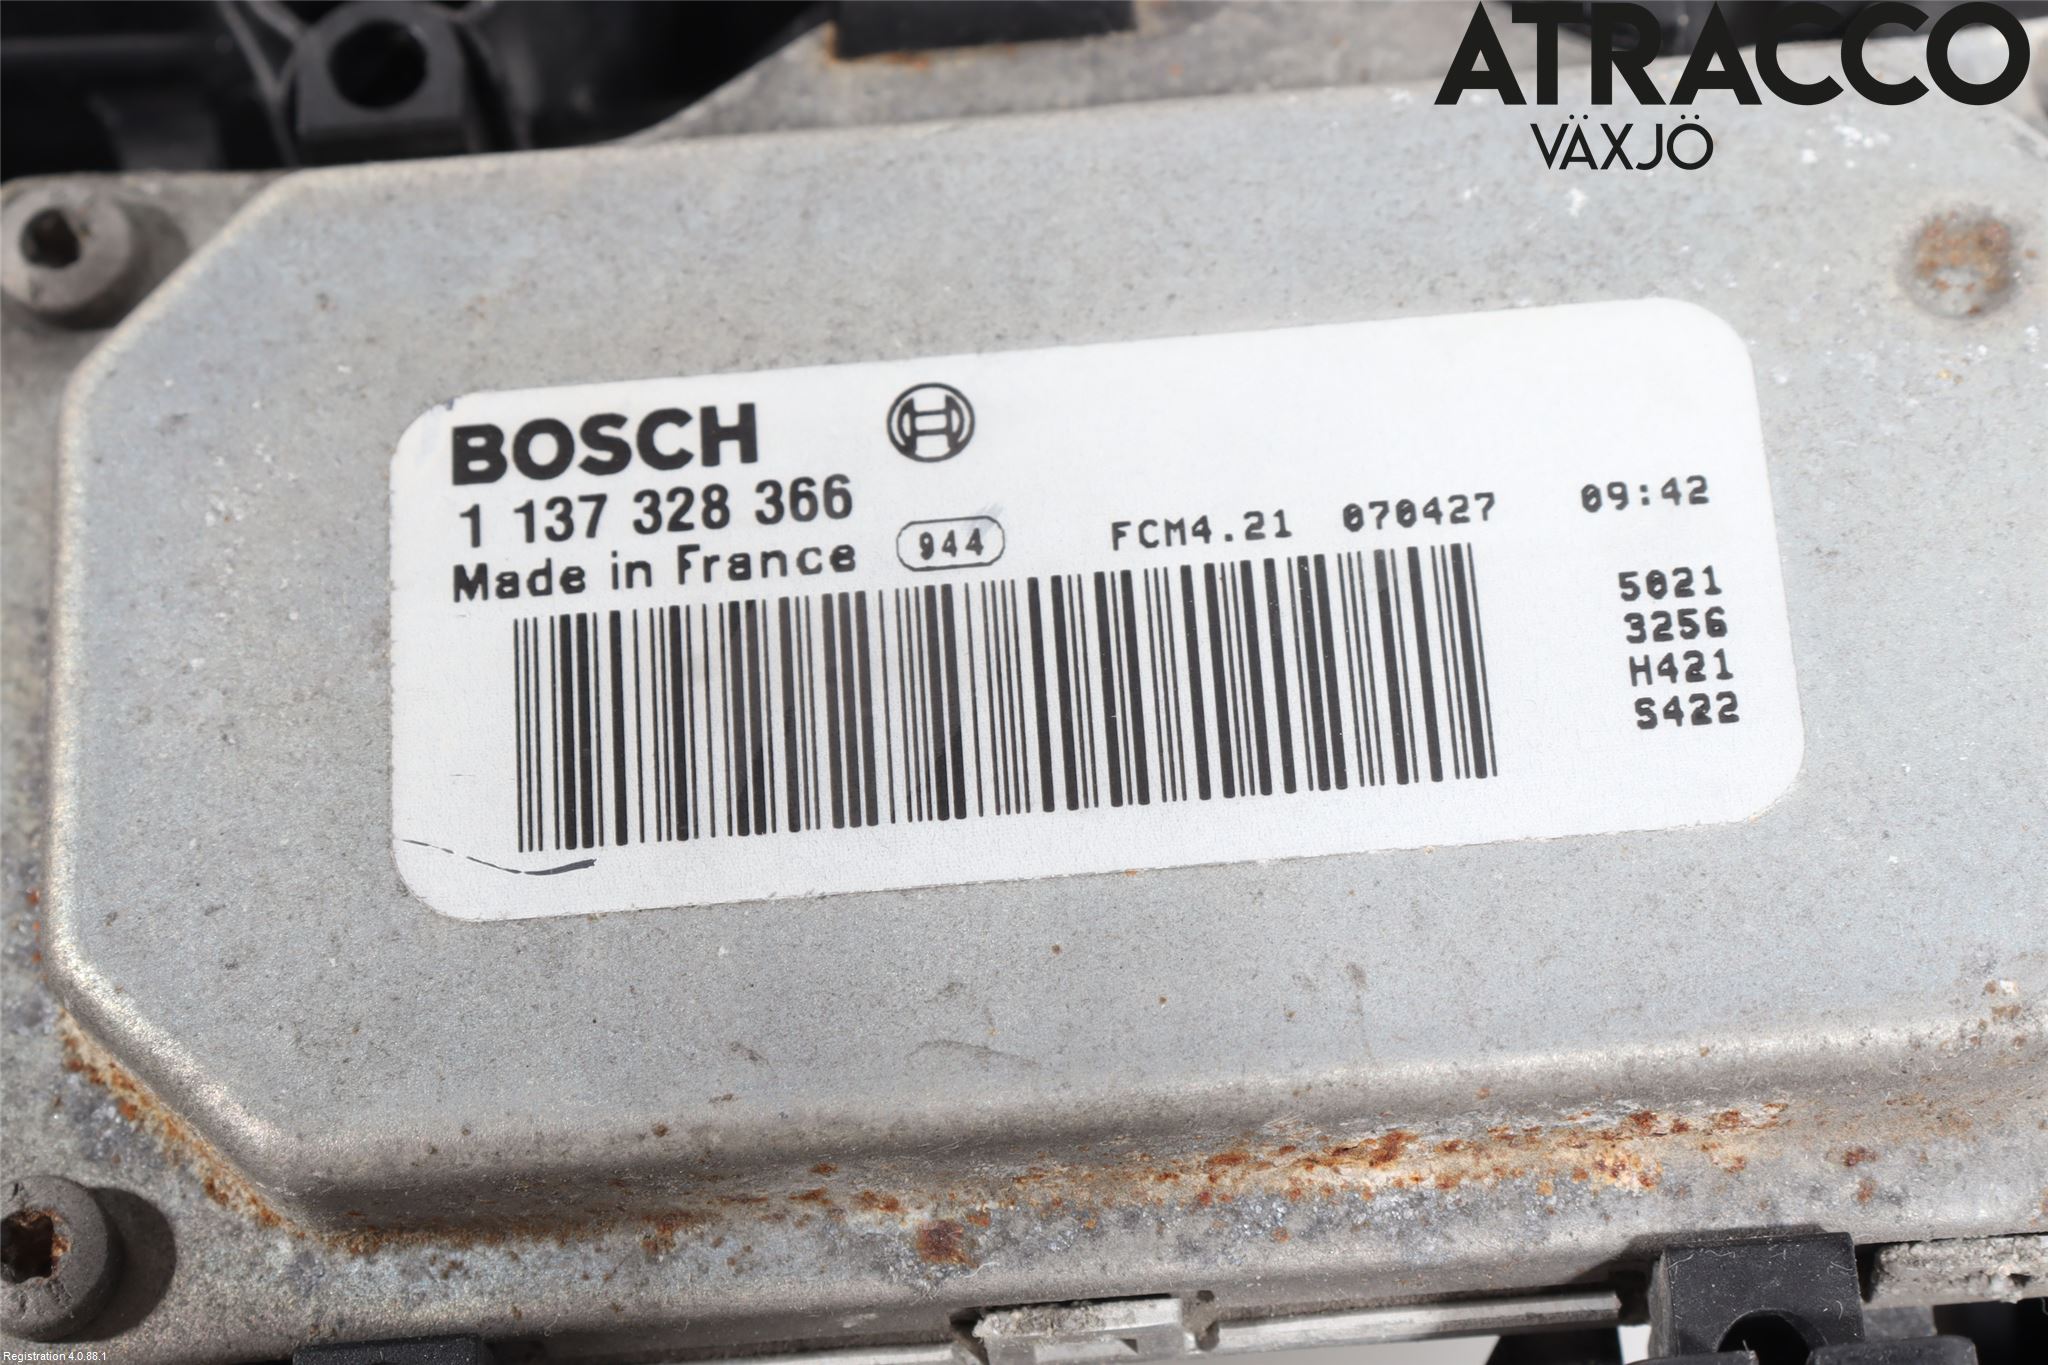 ATRACCO
VÄXJÖ
BOSCH
1 137 328 366
Made in France 944 FCM4.21 070427 09:42
5021
3256
H421
S422
Registration 4.0.88.1